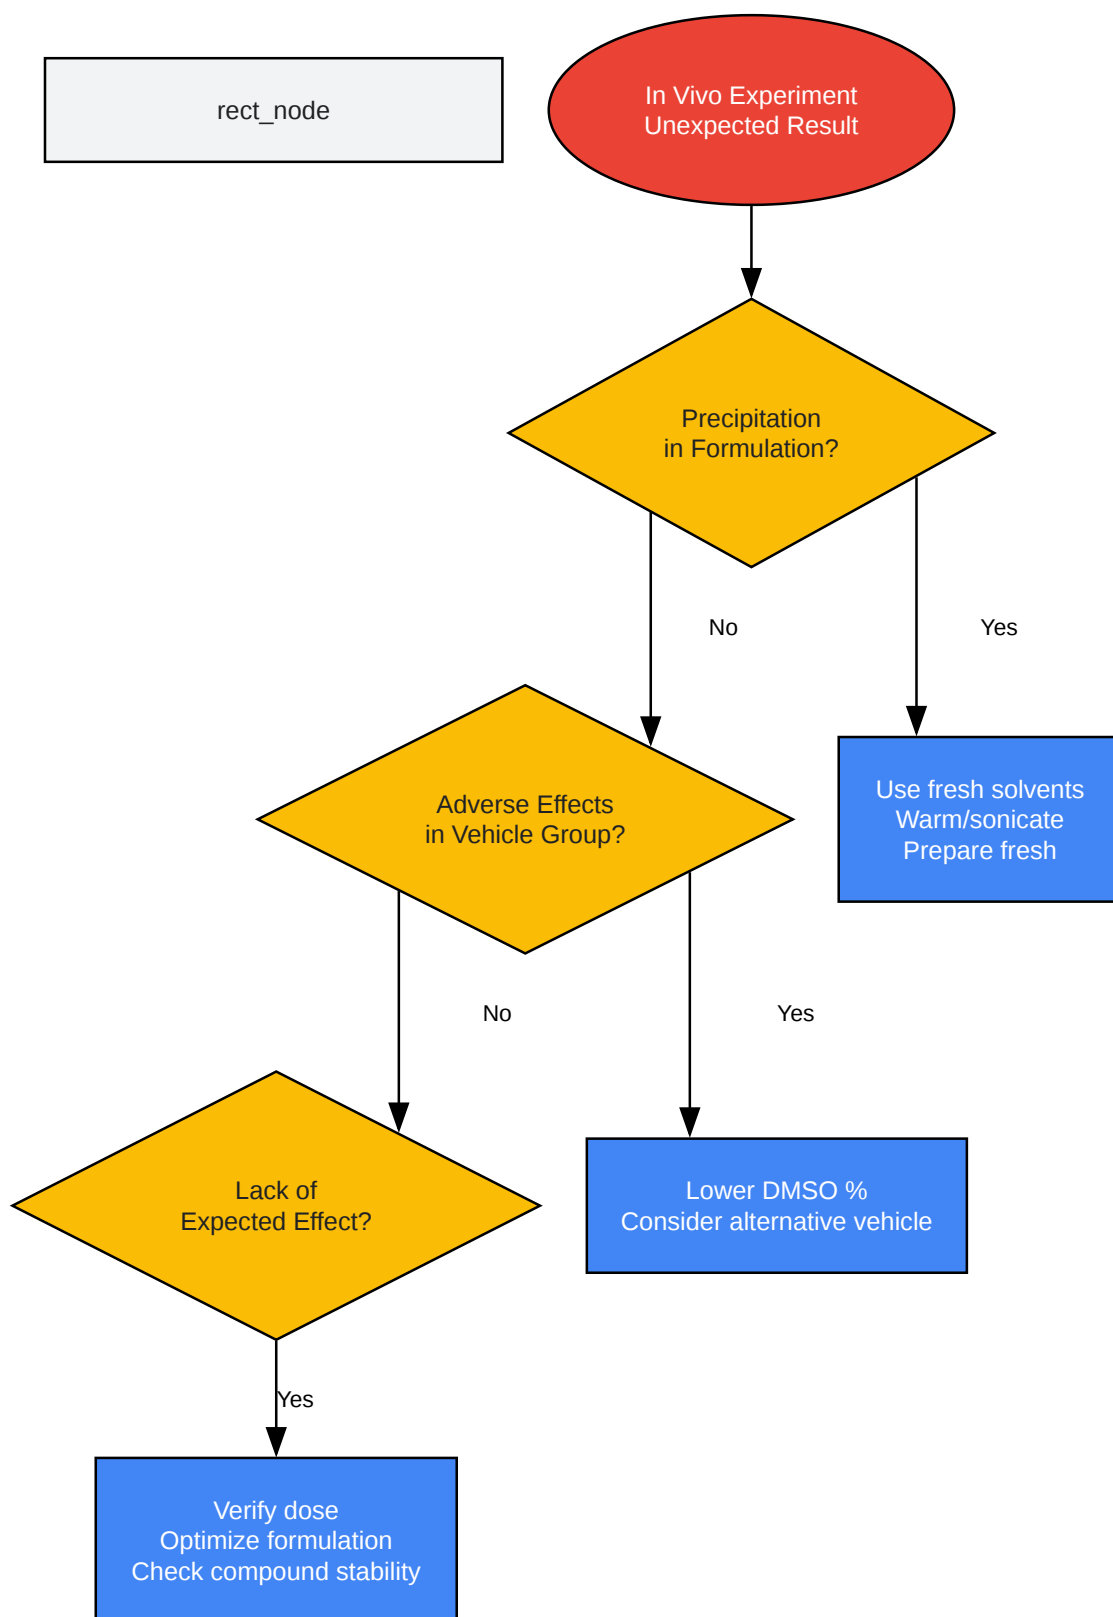 rect_node
In Vivo Experiment
Unexpected Result
Precipitation
in Formulation?
No
Yes
Use fresh solvents
Warm/sonicate
Prepare fresh
Adverse Effects
in Vehicle Group?
No
Yes
Lack of
Expected Effect?
Lower DMSO %
Consider alternative vehicle
Yes
Verify dose
Optimize formulation
Check compound stability